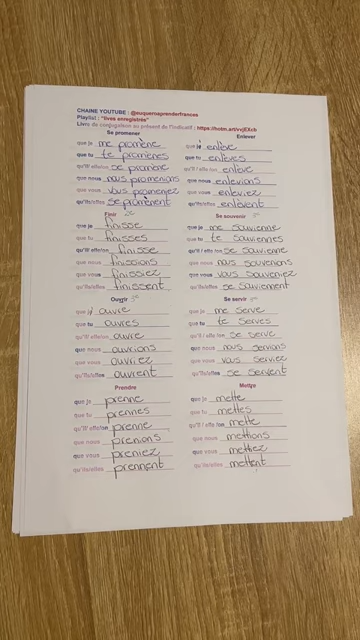 CHAINE YOUTUBE : @euqueroaprenderfrances
Playlist : "lives enregistrés"
Livre de conjugaison au présent de l'indicatif :
Se promener
que je me promène
que tu te promènes
qu'il/ elle/on se promène
que nous nous promenions
que vous vous promeniez
qu'ils/elles se promènent
Enlever
que j' enlève
que tu enlèves
qu'il / elle/ on enlève
que nous enlevions
que vous enleviez
qu'ils/elles enlèvent
Finir
que je finisse
que tu finisses
qu'il/ elle/on finisse
que nous finissions
que vous finissiez
qu'ils/elles finissent
Se souvenir
que je me souvienne
que tu te souviennes
qu'il / elle / on se souvienne
que nous nous souvenions
que vous vous souveniez
qu'ils/elles se
Ouvrir
que j' ouvre
que tu ouvres
qu'il/ elle/on ouvre
que nous ouvrions
que vous ouvriez
qu'ils/elles ouvrent
Se servir
que je me serve
que tu te serves
qu'il / elle / on se serve
que nous nous servions
que vous vous serviez
qu'ils/elles se servent
Prendre
que je prenne
que tu prennes
qu'il/ elle/on prenne
que nous prenions
que vous preniez
qu'ils/elles prennent
Mettre
que je mette
que tu mettes
qu'il / elle / on mette
que nous mettions
que vous mettiez
qu'ils/elles mettent